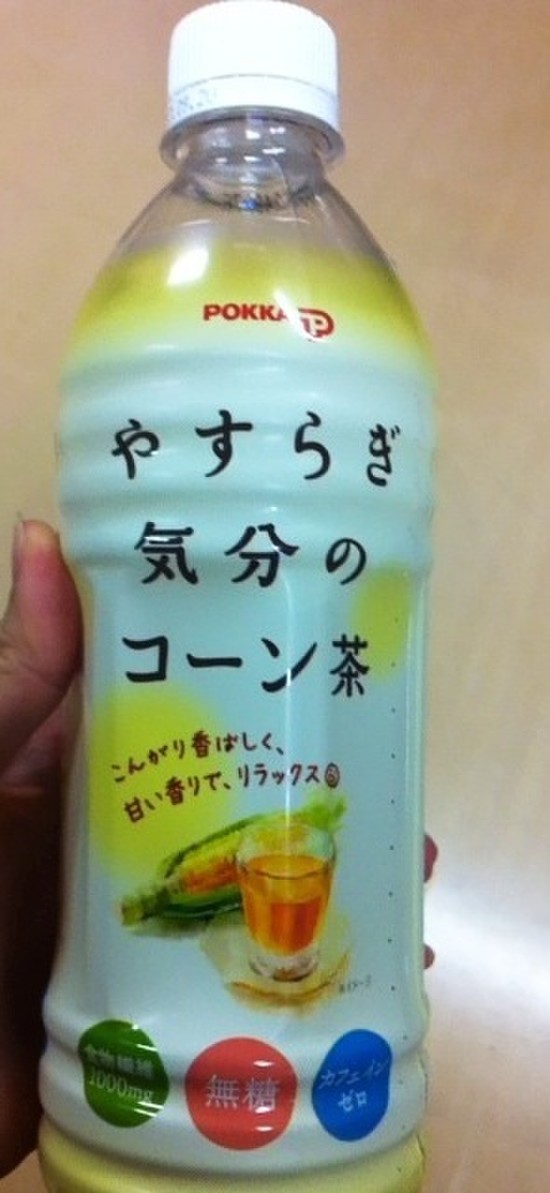 POKKA
やすらぎ
気分の
コーン茶
こんがり香ばしく、
甘い香りで、リラックス
食物繊維
1000mg
無糖
カフェイン
ゼロ